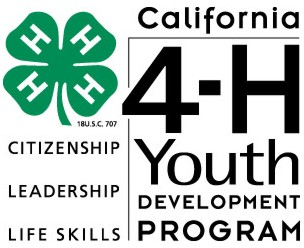 California
H H
H H
18 U.S.C. 707
4-H
Youth
DEVELOPMENT
PROGRAM
CITIZENSHIP
LEADERSHIP
LIFE SKILLS